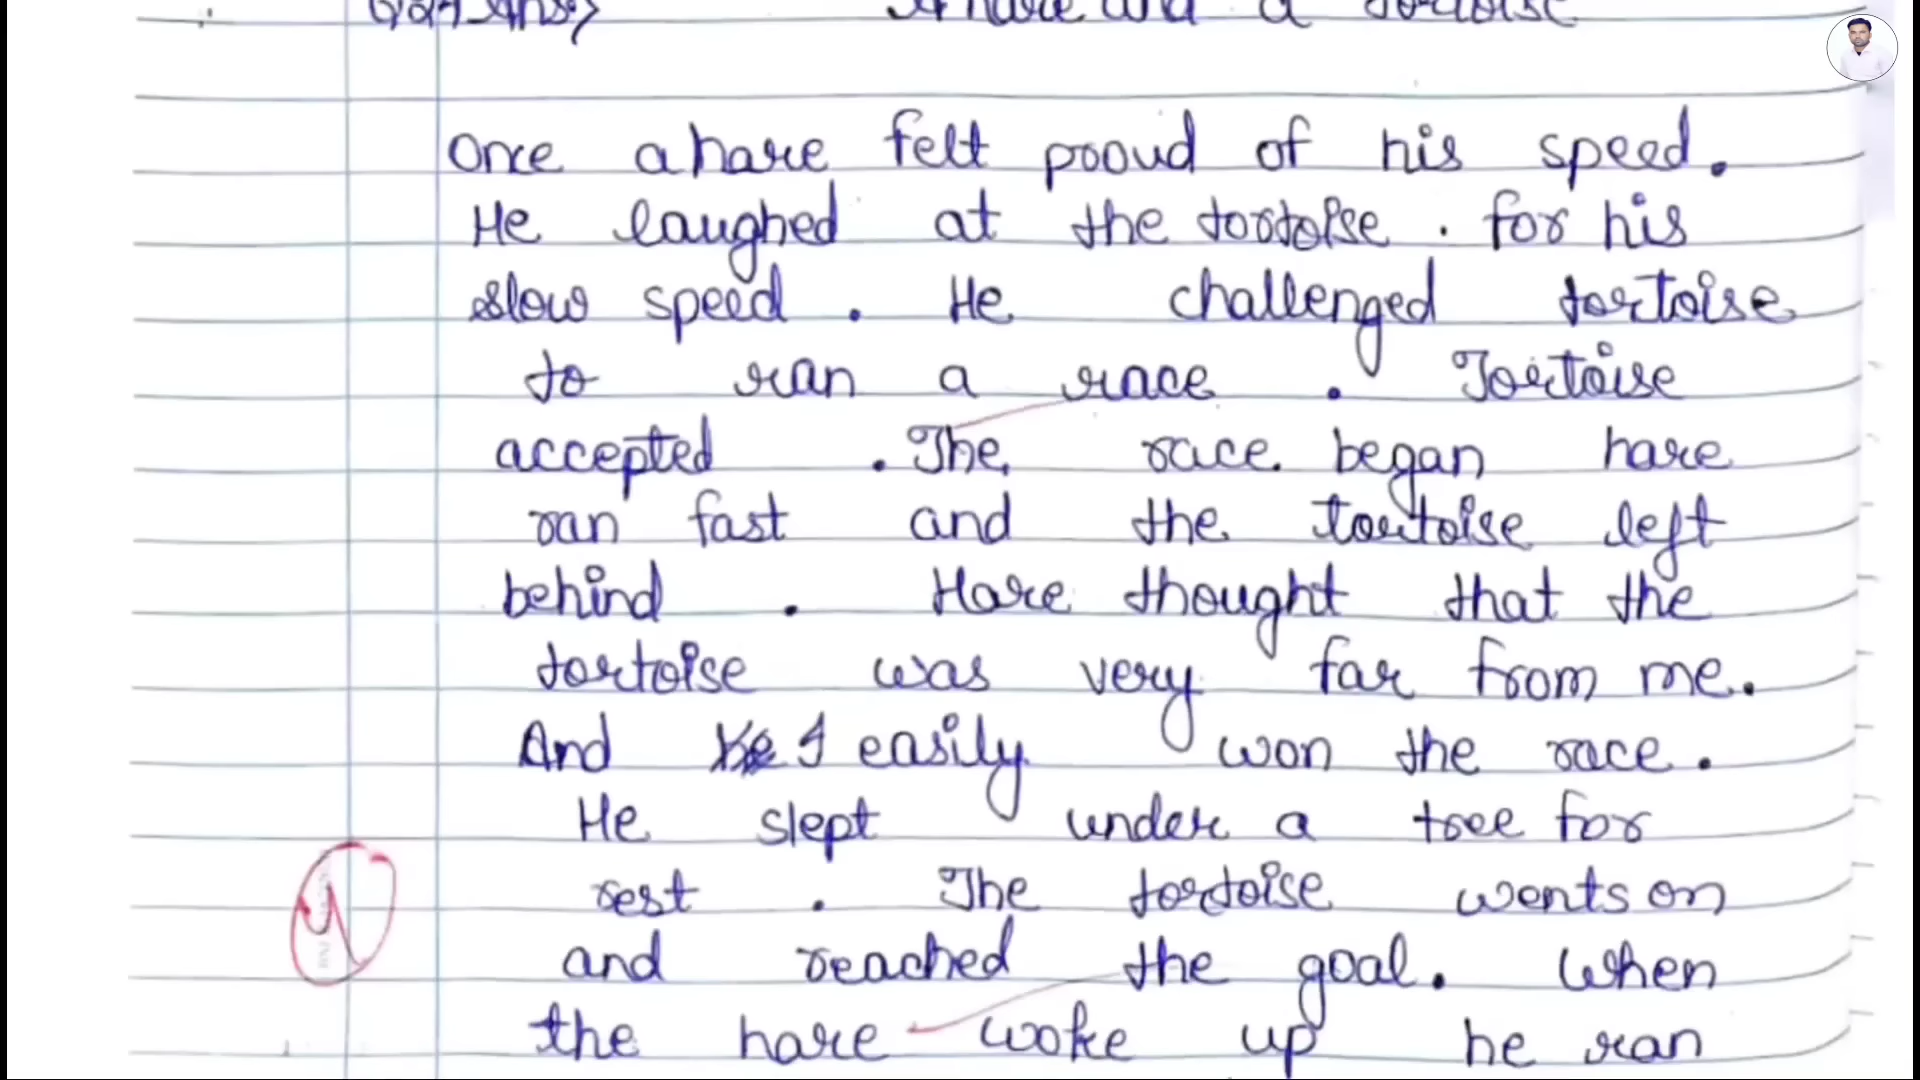 A hare and a tortoise
Once a hare felt prooud of his speed.
He laughed at the tortoise . for his
slow speed . He challenged tortoise
to ran a race . Tortoise
accepted . The race. began hare
ran fast and the tortoise left
behind . Hare thought that the
tortoise was very far from me.
And I easily won the race.
He slept under a tree for
rest . The tortoise wents on
and reached the goal. When
the hare woke up he ran